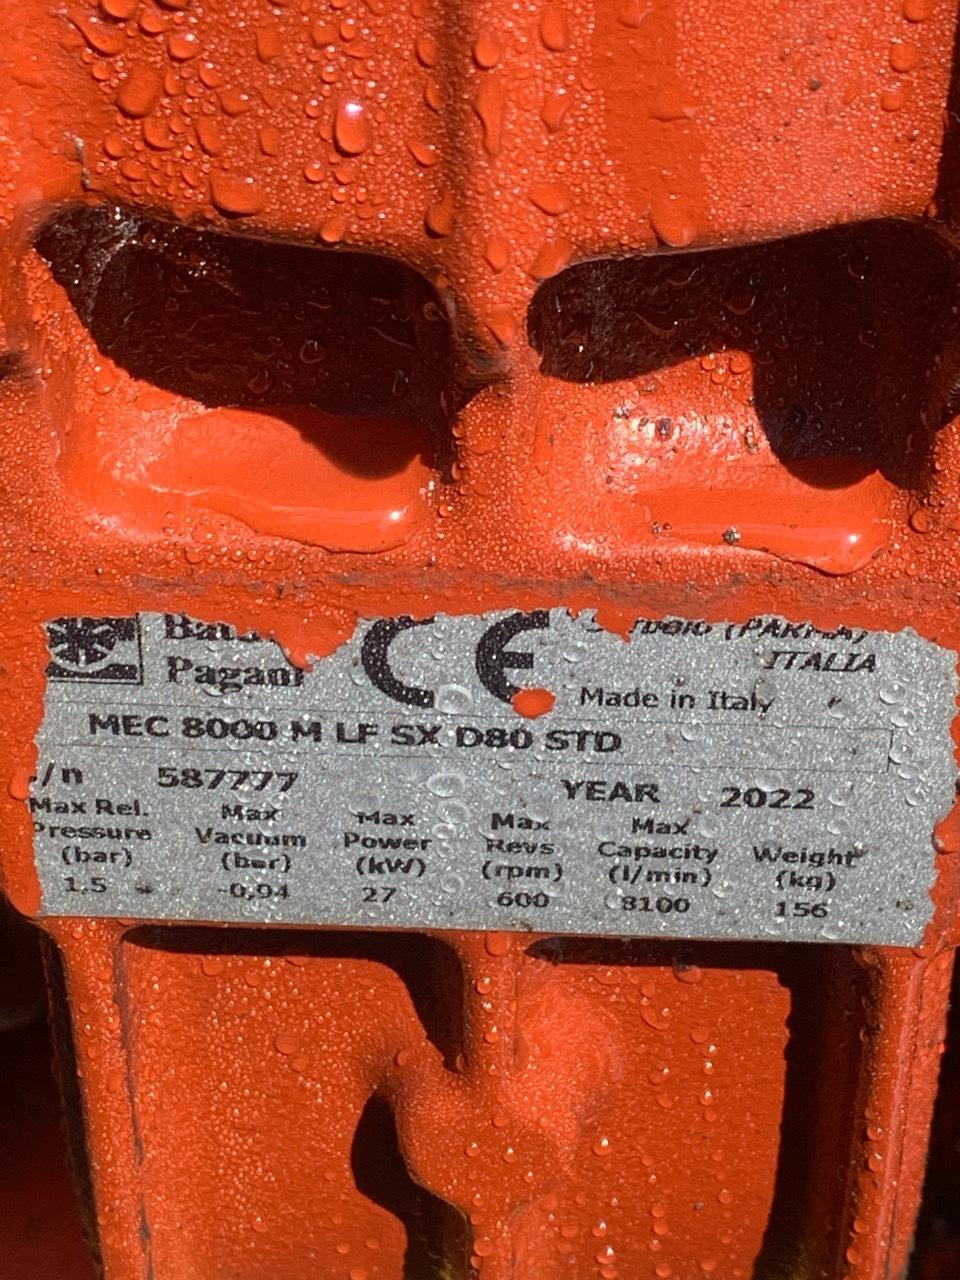 Pagani
CE
(PARMA)
ITALIA
Made in Italy
MEC 8000 M LF SX D80 STD
/n 587777 YEAR 2022
Max Rel. Pressure (bar) 1,5
Max Vacuum (bar) -0,94
Max Power (kW) 27
Max Revs (rpm) 600
Max Capacity (l/min) 8100
Weight (kg) 156